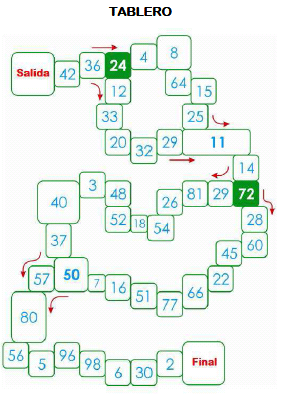 TABLERO
Salida 42 36 24 4 8
12 64 15
33 25
20 32 29 11
14
40 3 48 26 81 29 72
52 18 54 28
37 45 60
57 50 7 16 51 77 66 22
80
56 5 96 98 6 30 2 Final